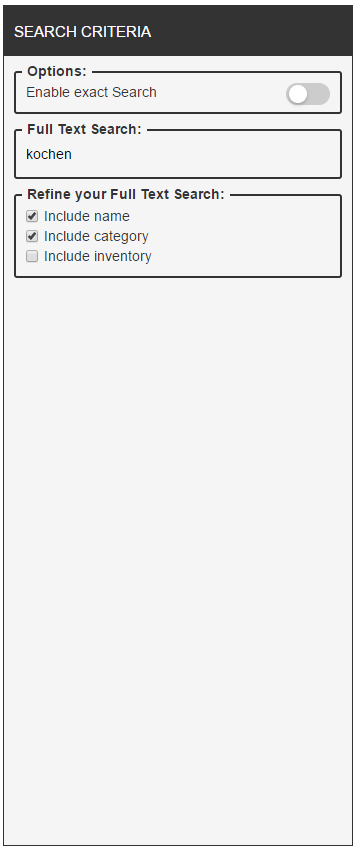 SEARCH CRITERIA
Options:
Enable exact Search
Full Text Search:
kochen
Refine your Full Text Search:
Include name
Include category
Include inventory